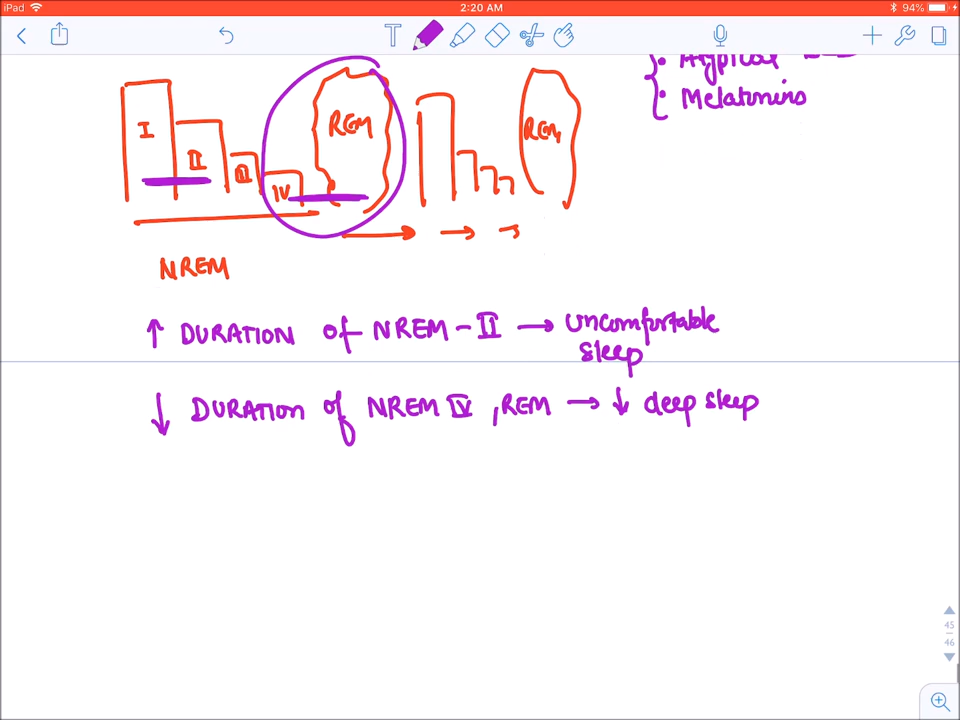 iPad
2:20 AM
94%
T
• Atypical
• Melatonins
I
II
III
IV
REM
REM
NREM
↑ DURATION of NREM - II → uncomfortable
sleep
↓ DURATION of NREM IV, REM → ↓ deep sleep
45
46